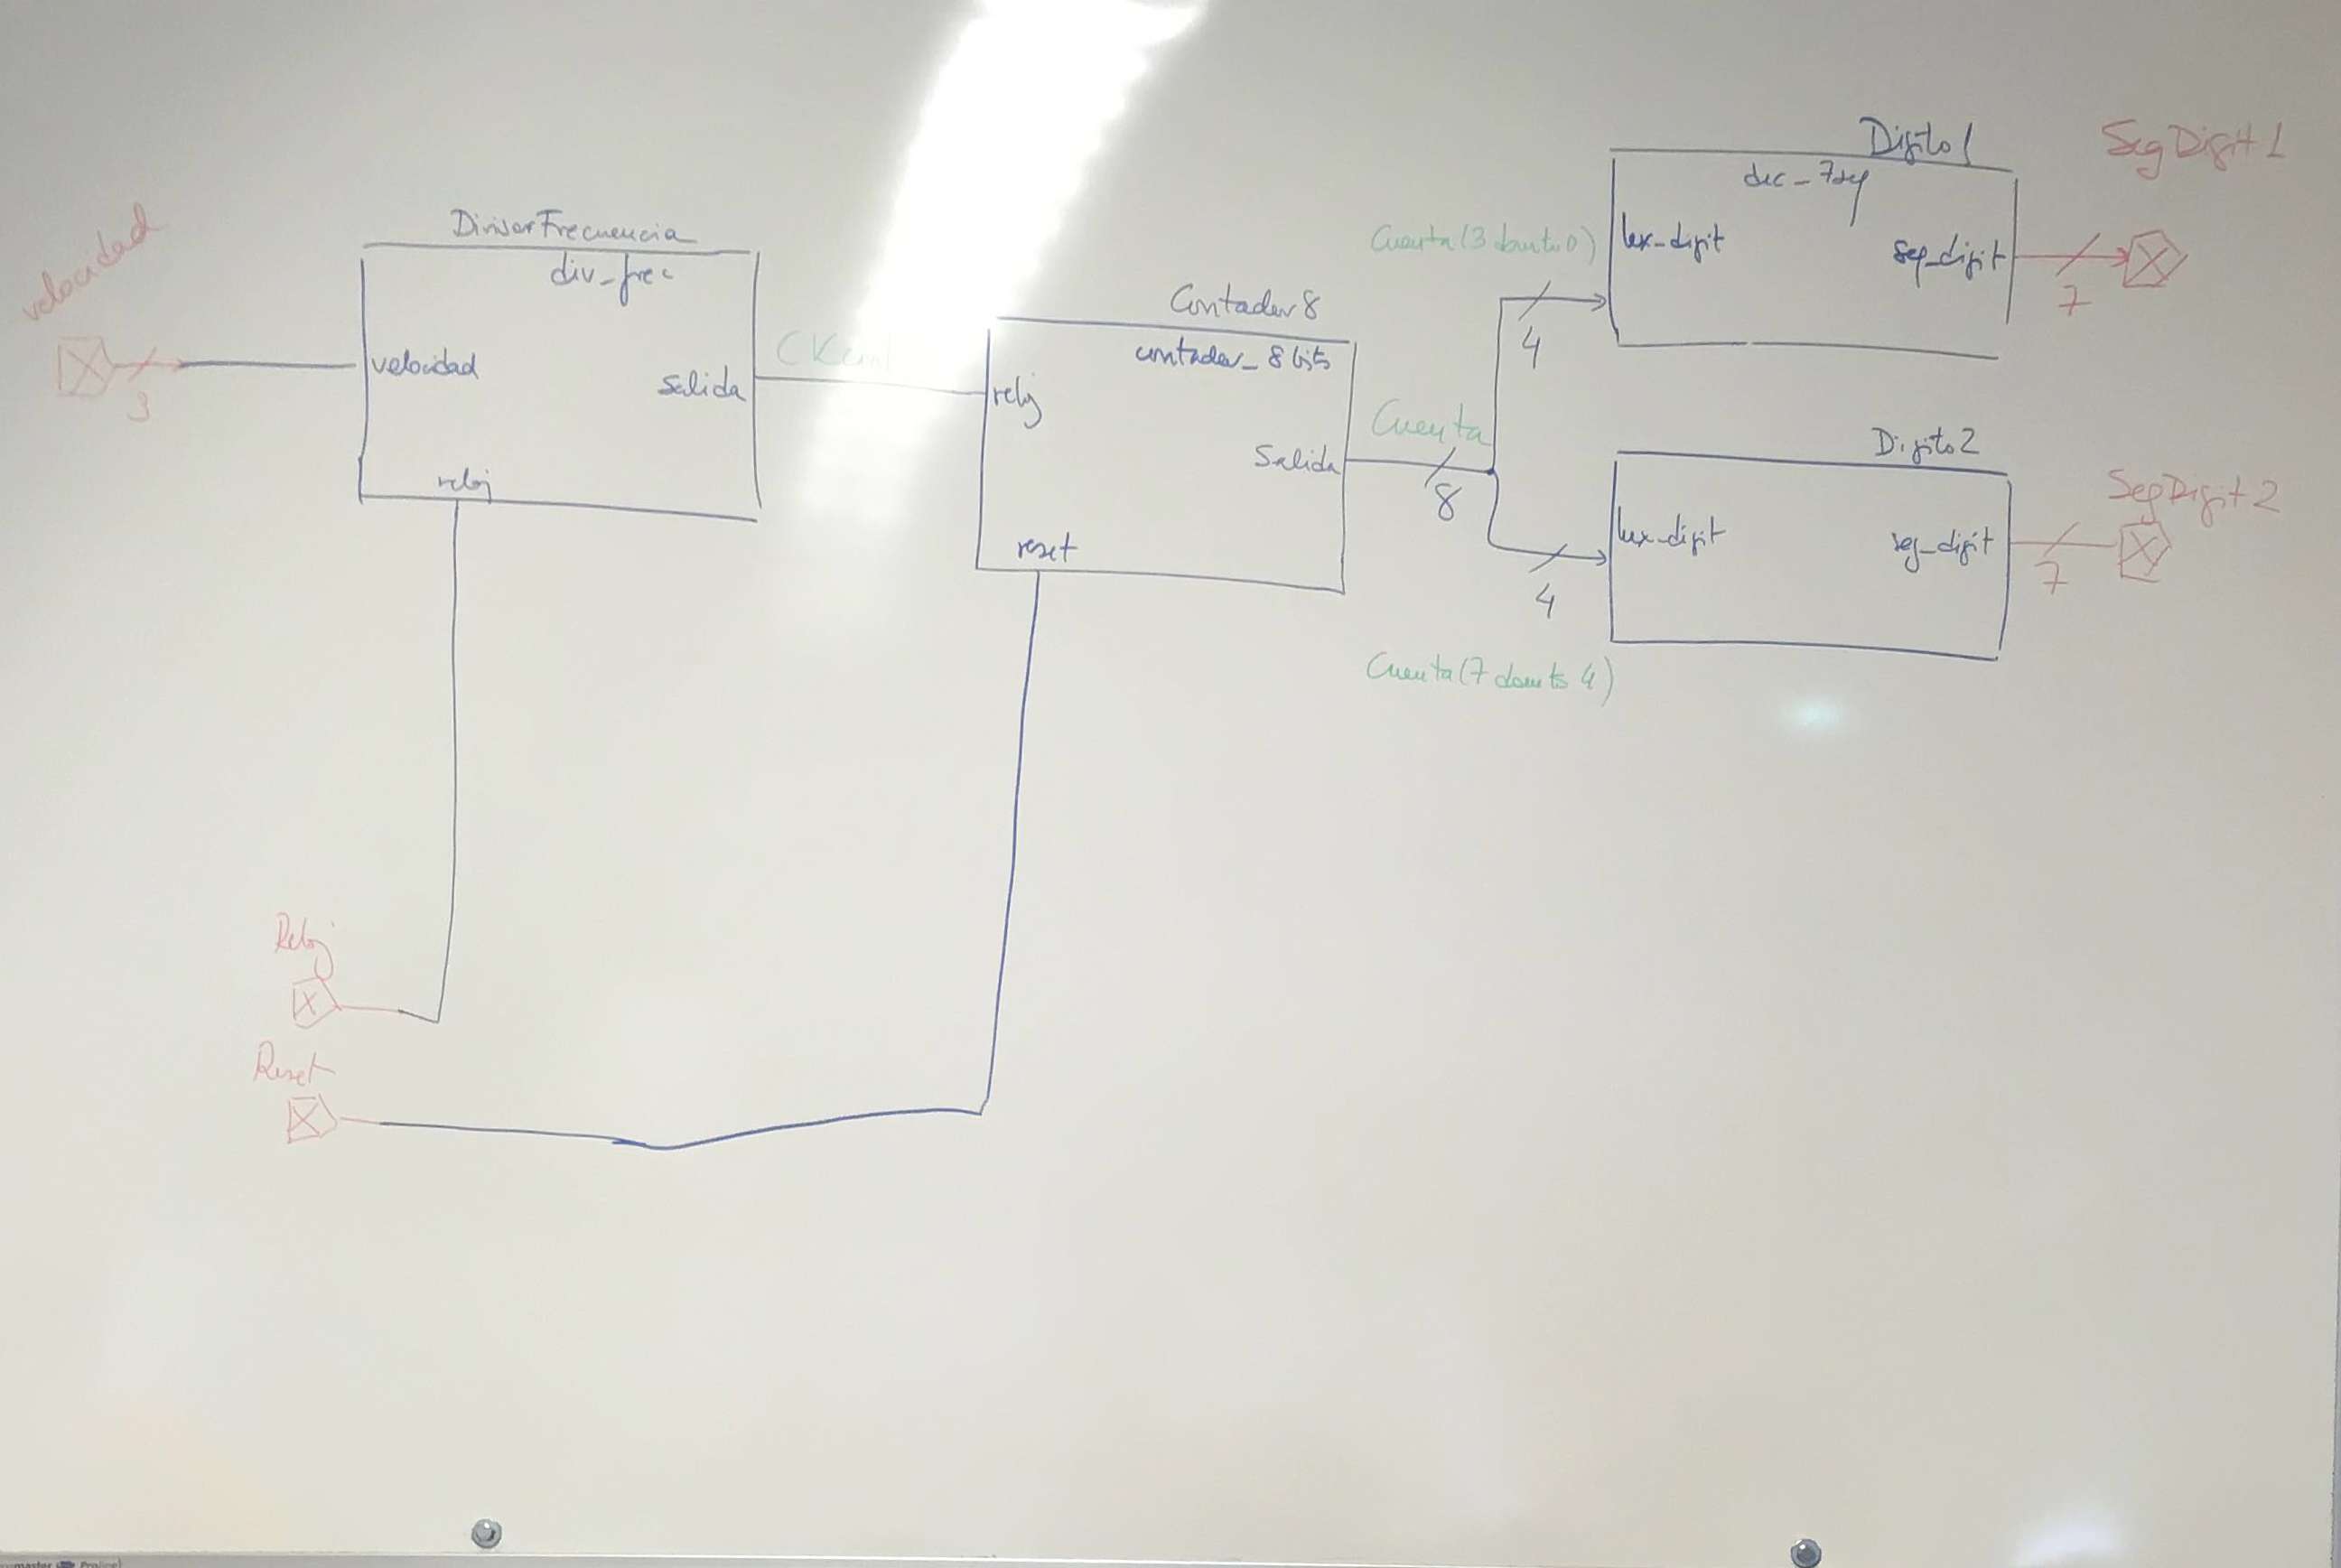 velocidad
3
DivisorFrecuencia
div_frec
velocidad
Salida
reloj
Contador8
contador_8bits
reloj
Salida
reset
Cuenta
8
Cuenta(3 downto 0)
4
Digito1
dec_7seg
hex_digit
seg_digit
7
SegDigit1
Digito2
hex_digit
seg_digit
7
SegDigit2
4
Cuenta(7 downto 4)
Reloj
Reset